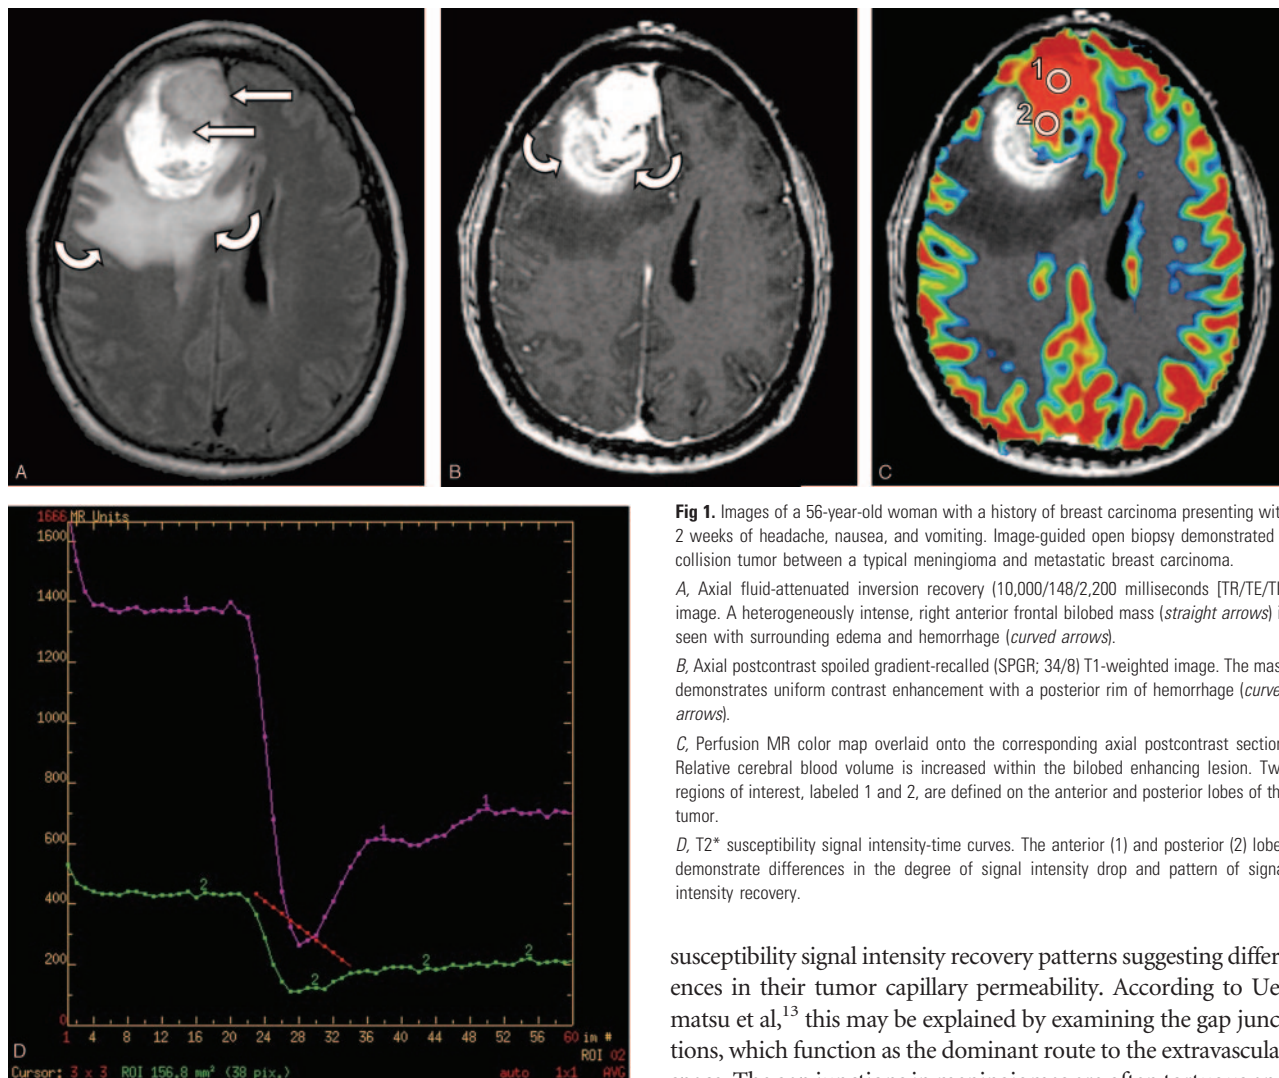 1
2
A
B
C
1666 MR Units
1600
1400
1200
1000
800
600
400
200
0
1
1
1
2
2
2
2
1 4 8 12 16 20 24 28 32 36 40 44 48 52 56 60 im #
ROI 02
D
Cursor: 3 x 3 ROI 156.8 mm² (38 pix.) auto 1x1 AVG
Fig 1. Images of a 56-year-old woman with a history of breast carcinoma presenting wit
2 weeks of headache, nausea, and vomiting. Image-guided open biopsy demonstrated
collision tumor between a typical meningioma and metastatic breast carcinoma.
A, Axial fluid-attenuated inversion recovery (10,000/148/2,200 milliseconds [TR/TE/TI
image. A heterogeneously intense, right anterior frontal bilobed mass (straight arrows) i
seen with surrounding edema and hemorrhage (curved arrows).
B, Axial postcontrast spoiled gradient-recalled (SPGR; 34/8) T1-weighted image. The mas
demonstrates uniform contrast enhancement with a posterior rim of hemorrhage (curve
arrows).
C, Perfusion MR color map overlaid onto the corresponding axial postcontrast section
Relative cerebral blood volume is increased within the bilobed enhancing lesion. Tw
regions of interest, labeled 1 and 2, are defined on the anterior and posterior lobes of th
tumor.
D, T2* susceptibility signal intensity-time curves. The anterior (1) and posterior (2) lobe
demonstrate differences in the degree of signal intensity drop and pattern of signa
intensity recovery.
susceptibility signal intensity recovery patterns suggesting differ
ences in their tumor capillary permeability. According to Ue
matsu et al,¹³ this may be explained by examining the gap junc
tions, which function as the dominant route to the extravascula